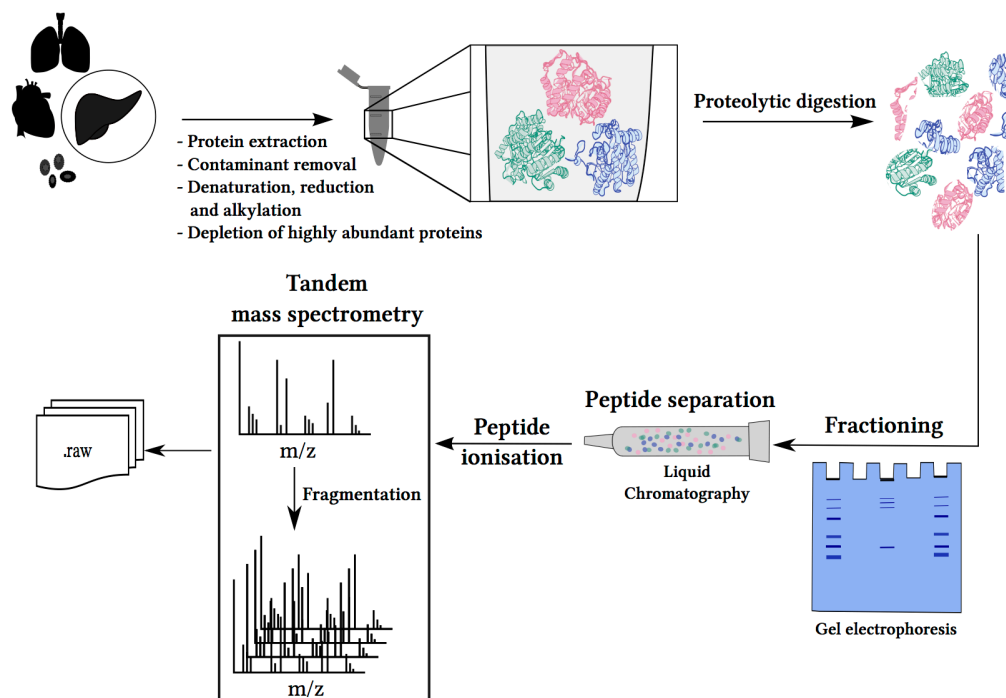 - Protein extraction
- Contaminant removal
- Denaturation, reduction
and alkylation
- Depletion of highly abundant proteins
Proteolytic digestion
Tandem
mass spectrometry
m/z
Fragmentation
m/z
.raw
Peptide
ionisation
Peptide separation
Liquid
Chromatography
Fractioning
Gel electrophoresis